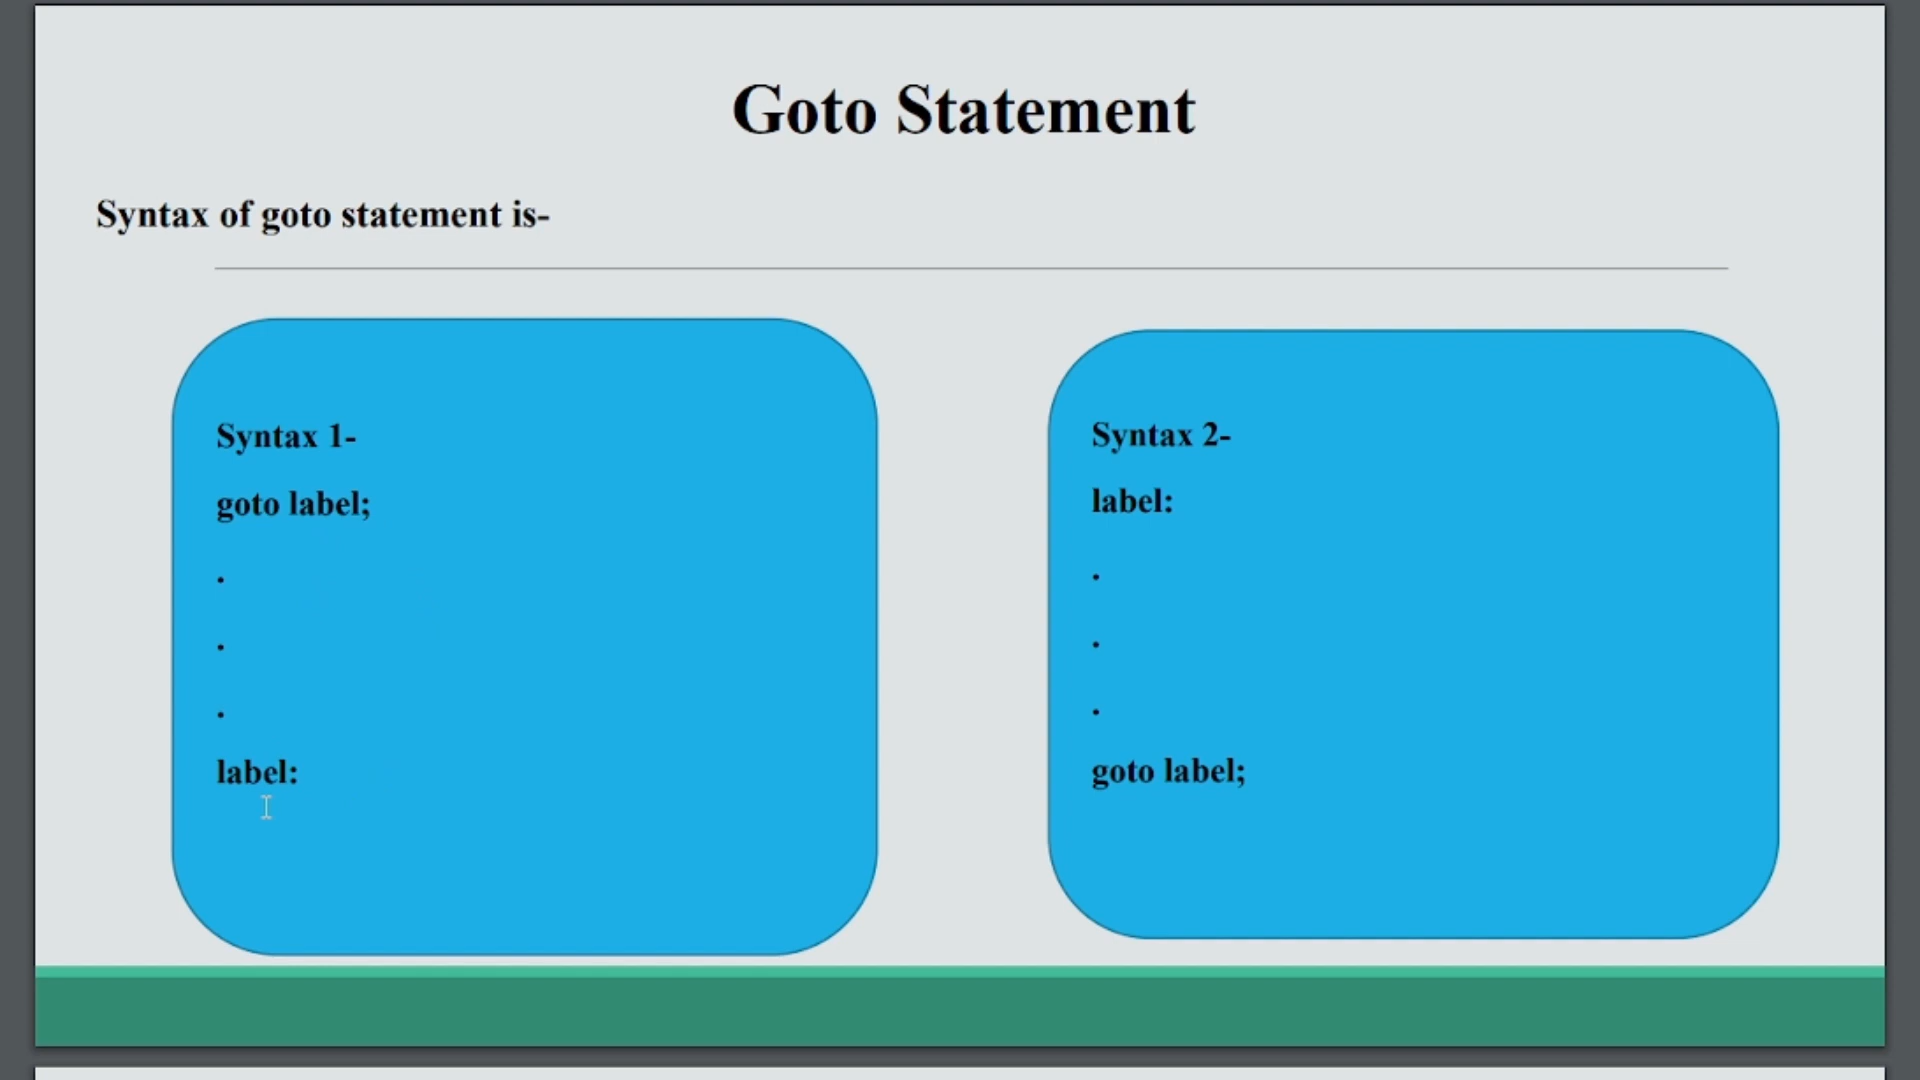 Goto Statement
Syntax of goto statement is-
Syntax 1-
goto label;
.
.
.
label:
Syntax 2-
label:
.
.
.
goto label;